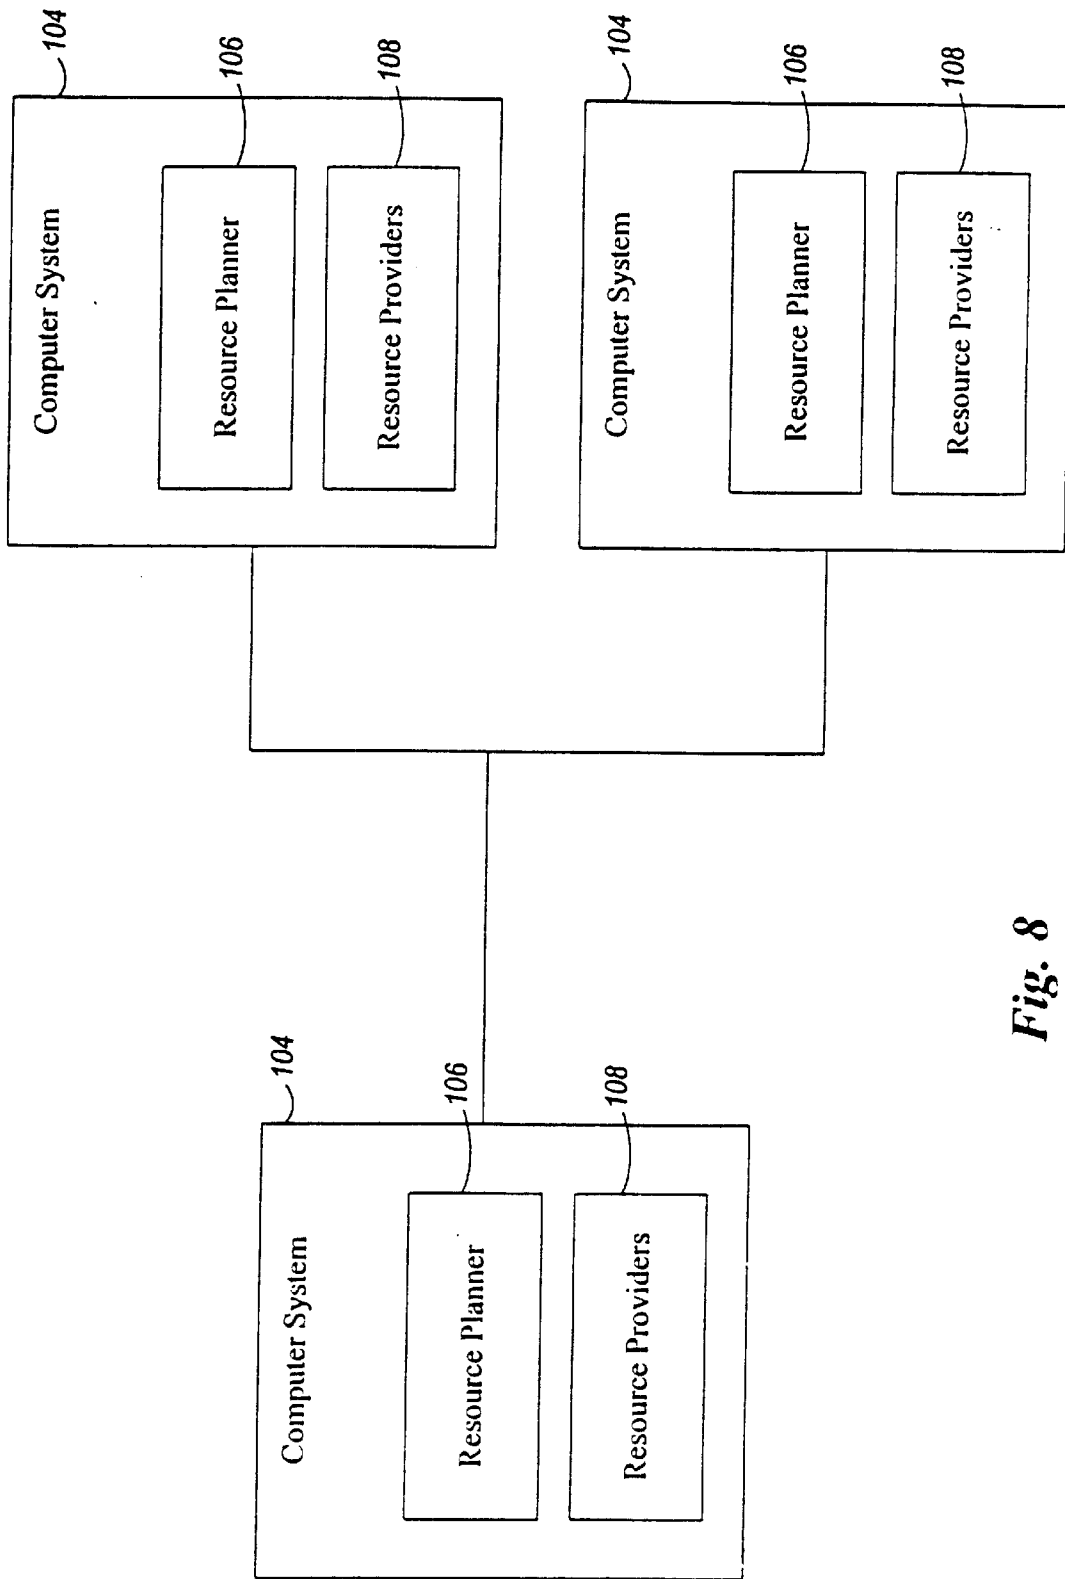 104
Computer System
106
Resource Planner
108
Resource Providers
104
Computer System
106
Resource Planner
108
Resource Providers
104
Computer System
106
Resource Planner
108
Resource Providers
Fig. 8